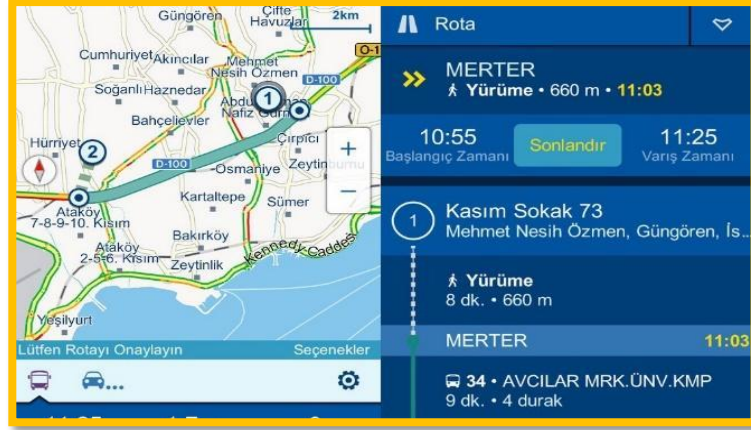 Güngören
Çifte
Havuzlar
2km
O-1
Cumhuriyet
Akıncılar
Mehmet
Nesih Özmen
D-100
Soğanlı
Haznedar
1
Nafiz
Bahçelievler
Çırpıcı
Hürriyet
2
D-100
Osmaniye
+
−
Kartaltepe
Sümer
Ataköy
7-8-9-10. Kısım
Bakırköy
Ataköy
2-5-6. Kısım
Zeytinlik
Kennedy Caddesi
Yeşilyurt
Lütfen Rotayı Onaylayın
Seçenekler
...
Rota
MERTER
Yürüme • 660 m • 11:03
10:55
Başlangıç Zamanı
Sonlandır
11:25
Varış Zamanı
1
Kasım Sokak 73
Mehmet Nesih Özmen, Güngören, İs...
Yürüme
8 dk. • 660 m
MERTER
11:03
34 • AVCILAR MRK.ÜNV.KMP
9 dk. • 4 durak